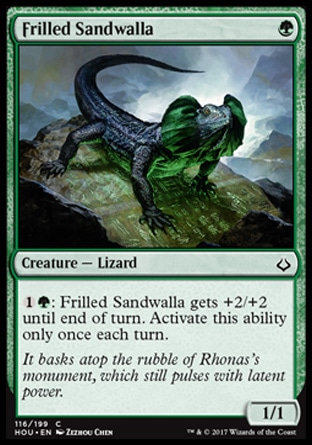 Frilled Sandwalla
Creature — Lizard
1 : Frilled Sandwalla gets +2/+2
until end of turn. Activate this ability
only once each turn.
It basks atop the rubble of Rhonas's
monument, which still pulses with latent
power.
1/1
116/199 C
HOU • EN Zezhou Chen
™ & © 2017 Wizards of the Coast